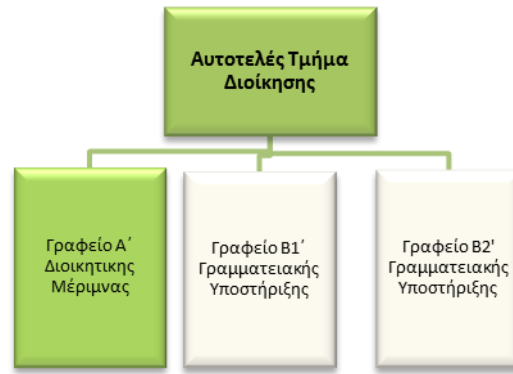 Αυτοτελές Τμήμα
Διοίκησης
Γραφείο Α΄
Διοικητικης
Μέριμνας
Γραφείο Β1΄
Γραμματειακής
Υποστήριξης
Γραφείο Β2'
Γραμματειακής
Υποστήριξης